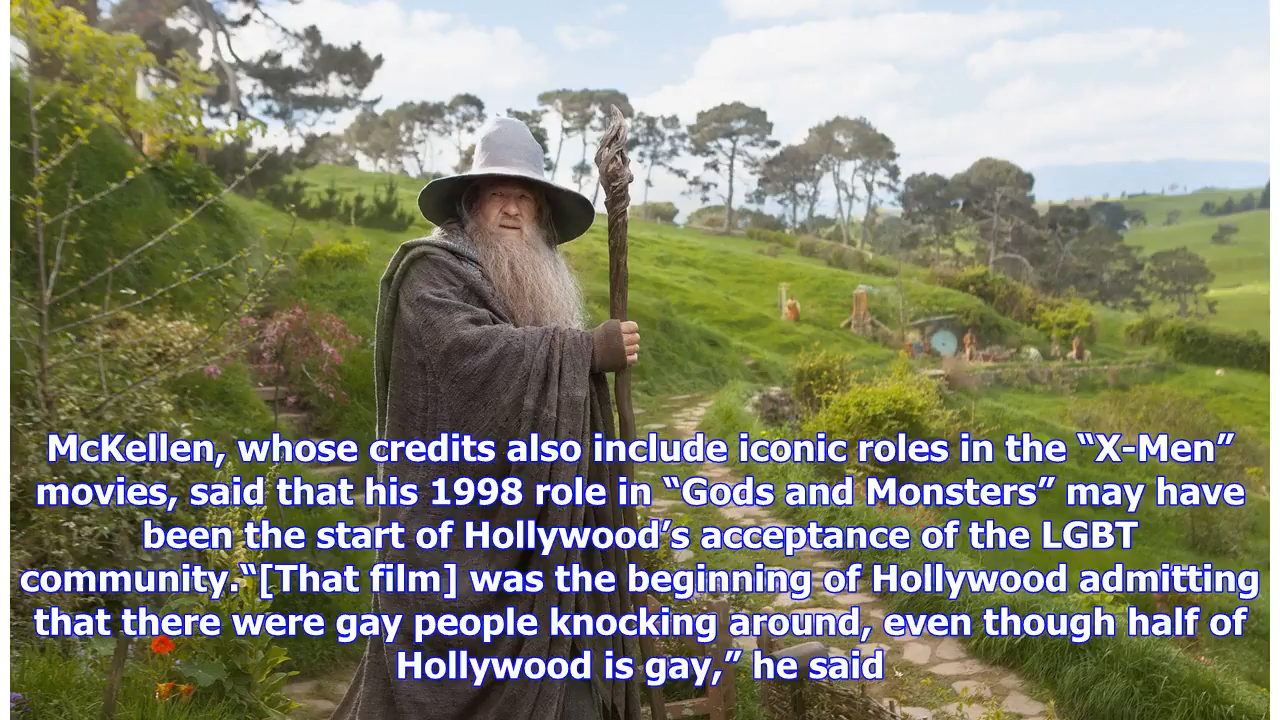 McKellen, whose credits also include iconic roles in the “X-Men”
movies, said that his 1998 role in “Gods and Monsters” may have
been the start of Hollywood’s acceptance of the LGBT
community.“[That film] was the beginning of Hollywood admitting
that there were gay people knocking around, even though half of
Hollywood is gay,” he said